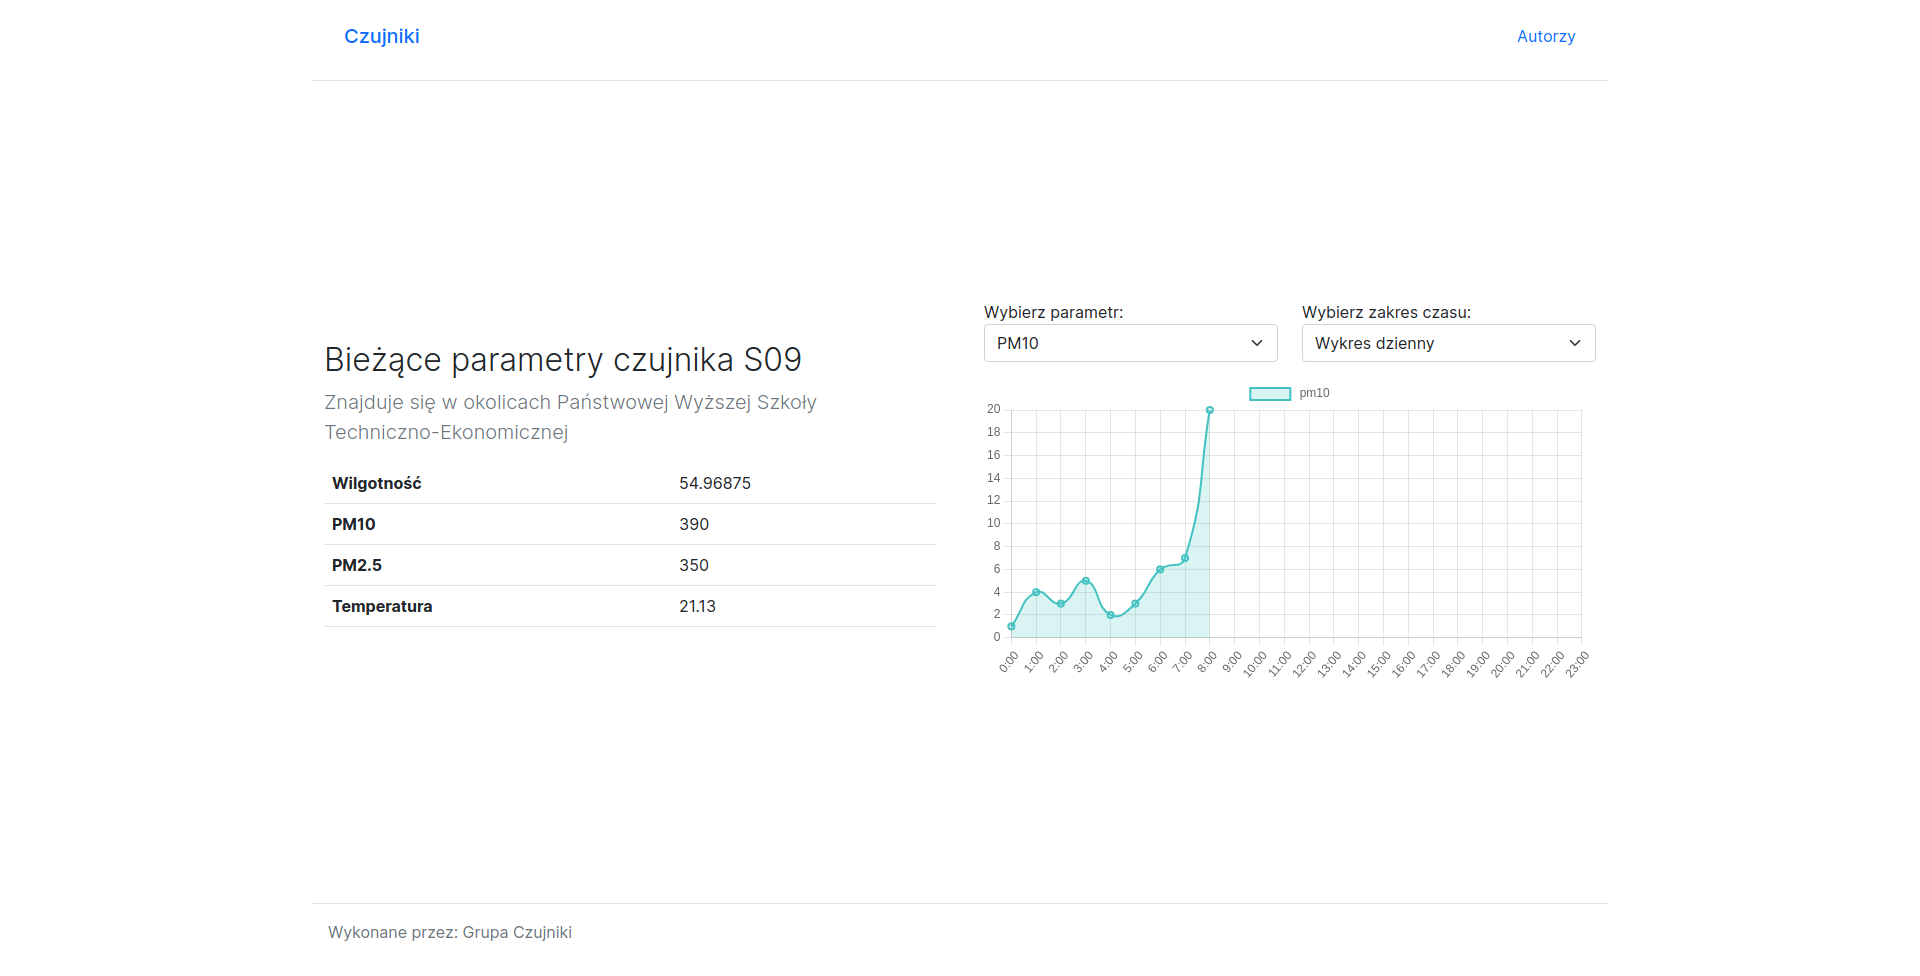 Czujniki
Autorzy
Bieżące parametry czujnika S09
Znajduje się w okolicach Państwowej Wyższej Szkoły
Techniczno-Ekonomicznej
Wilgotność 54.96875
PM10 390
PM2.5 350
Temperatura 21.13
Wybierz parametr:
PM10
Wybierz zakres czasu:
Wykres dzienny
pm10
20
18
16
14
12
10
8
6
4
2
0
0:00 1:00 2:00 3:00 4:00 5:00 6:00 7:00 8:00 9:00 10:00 11:00 12:00 13:00 14:00 15:00 16:00 17:00 18:00 19:00 20:00 21:00 22:00 23:00
Wykonane przez: Grupa Czujniki